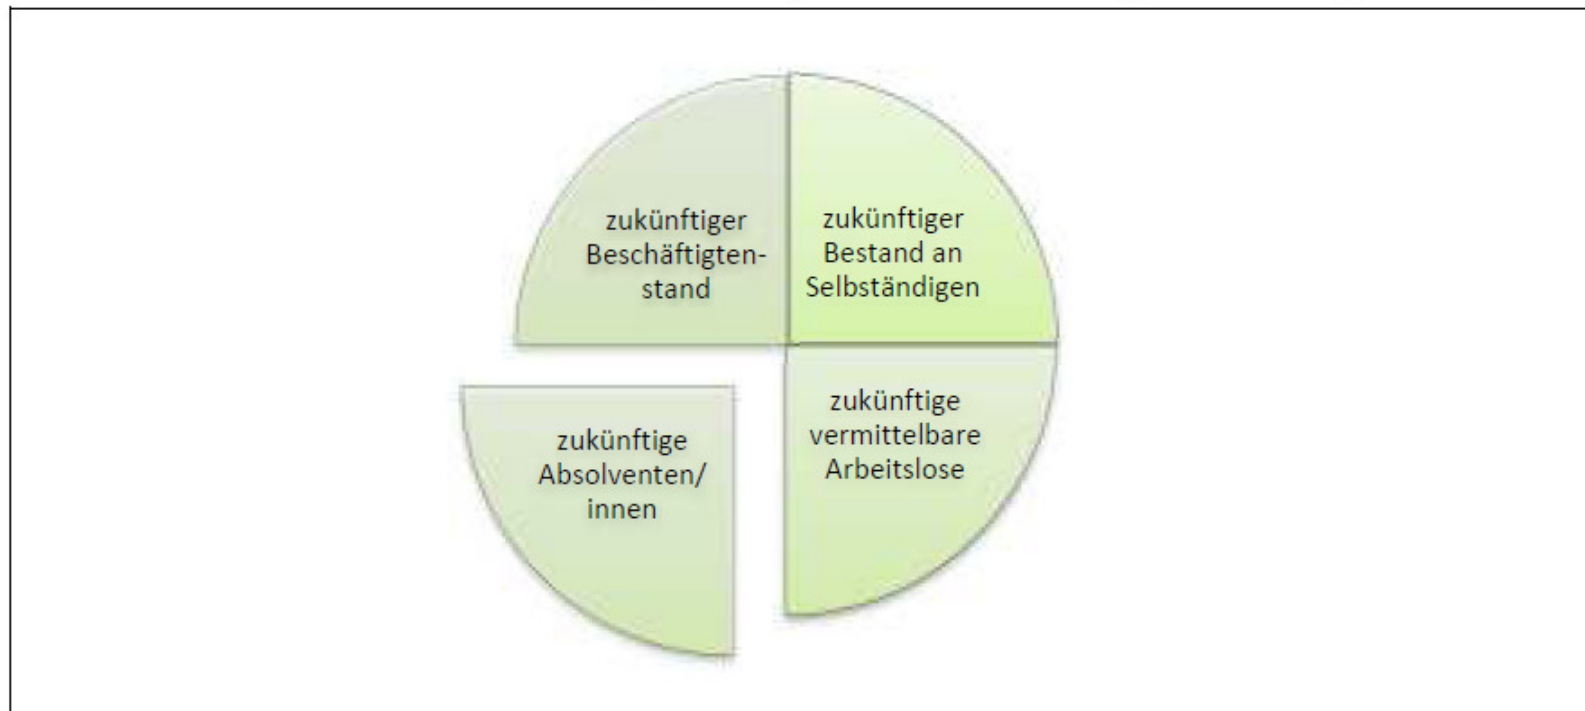 zukünftiger
Beschäftigten-
stand
zukünftiger
Bestand an
Selbständigen
zukünftige
Absolventen/
innen
zukünftige
vermittelbare
Arbeitslose